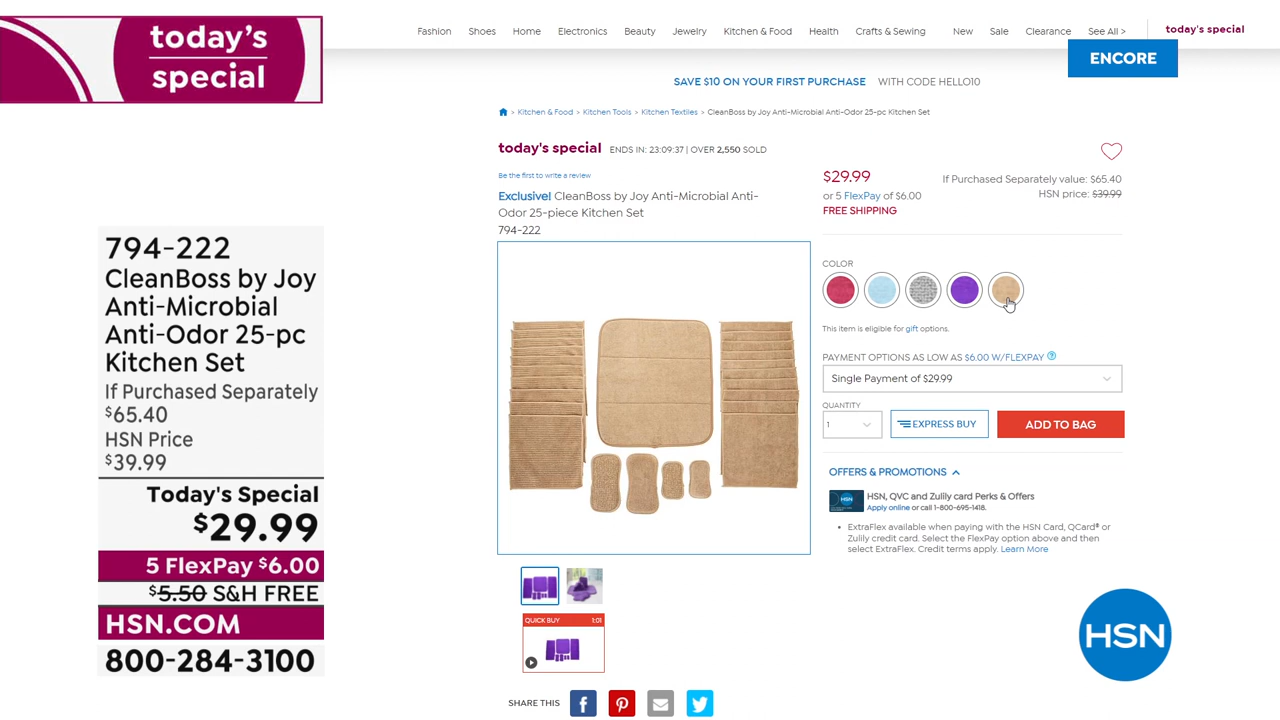 today's
special
Fashion Shoes Home Electronics Beauty Jewelry Kitchen & Food Health Crafts & Sewing New Sale Clearance See All > today's special
ENCORE
SAVE $10 ON YOUR FIRST PURCHASE WITH CODE HELLO10
> Kitchen & Food > Kitchen Tools > Kitchen Textiles > CleanBoss by Joy Anti-Microbial Anti-Odor 25-pc Kitchen Set
today's special ENDS IN: 23:09:37 | OVER 2,550 SOLD
Be the first to write a review
Exclusive! CleanBoss by Joy Anti-Microbial Anti-
Odor 25-piece Kitchen Set
794-222
$29.99
or 5 FlexPay of $6.00
FREE SHIPPING
If Purchased Separately value: $65.40
HSN price: $39.99
COLOR
This item is eligible for gift options.
PAYMENT OPTIONS AS LOW AS $6.00 W/FLEXPAY ?
Single Payment of $29.99
QUANTITY
1
EXPRESS BUY
ADD TO BAG
OFFERS & PROMOTIONS
HSN
HSN, QVC and Zulily card Perks & Offers
Apply online or call 1-800-695-1418.
• ExtraFlex available when paying with the HSN Card, QCard® or
Zulily credit card. Select the FlexPay option above and then
select ExtraFlex. Credit terms apply. Learn More
QUICK BUY 1:01
SHARE THIS
794-222
CleanBoss by Joy
Anti-Microbial
Anti-Odor 25-pc
Kitchen Set
If Purchased Separately
$65.40
HSN Price
$39.99
Today's Special
$29.99
5 FlexPay $6.00
$5.50 S&H FREE
HSN.COM
800-284-3100
HSN